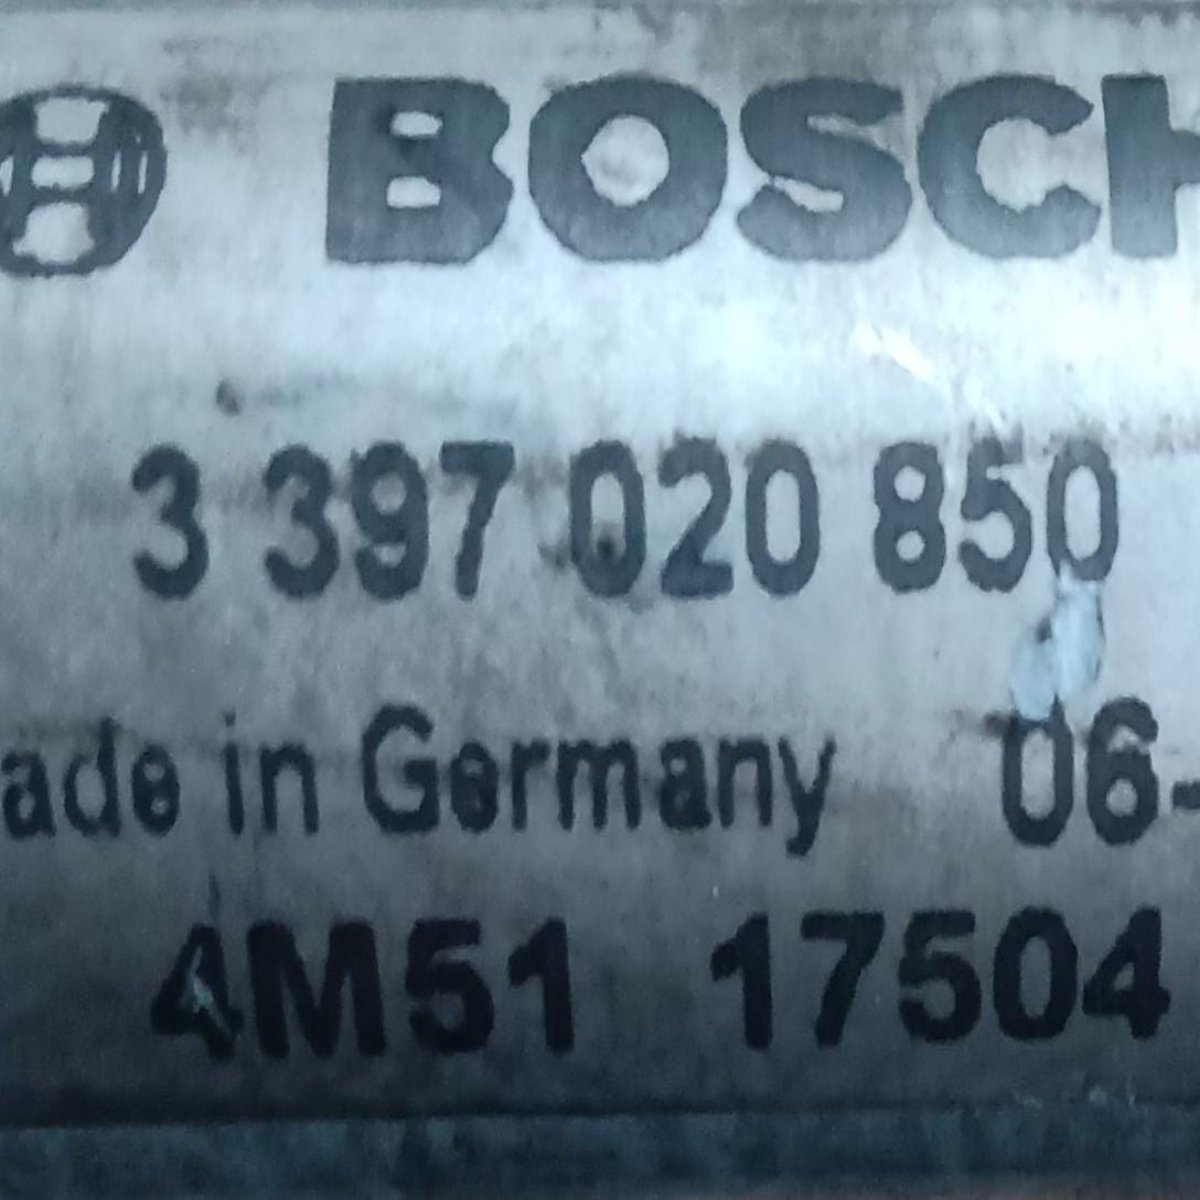 BOSCH
3 397 020 850
ade in Germany 06-
4M51 17504